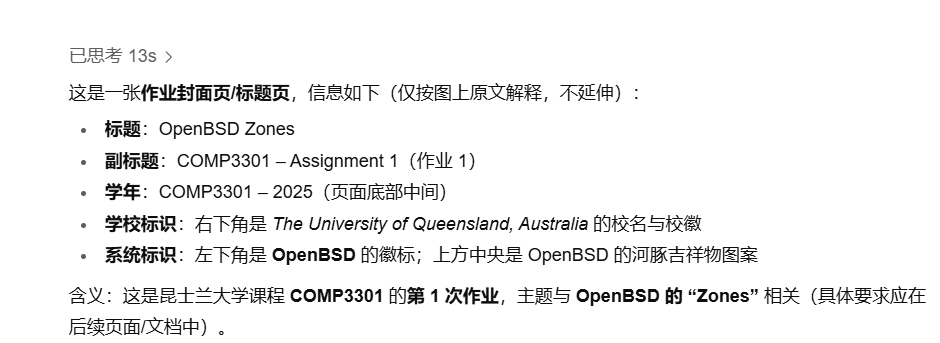 已思考 13s >
这是一张作业封面页/标题页，信息如下（仅按图上原文解释，不延伸）：
• 标题：OpenBSD Zones
• 副标题：COMP3301 – Assignment 1（作业 1）
• 学年：COMP3301 – 2025（页面底部中间）
• 学校标识：右下角是 The University of Queensland, Australia 的校名与校徽
• 系统标识：左下角是 OpenBSD 的徽标；上方中央是 OpenBSD 的河豚吉祥物图案
含义：这是昆士兰大学课程 COMP3301 的第 1 次作业，主题与 OpenBSD 的 “Zones” 相关（具体要求应在
后续页面/文档中）。